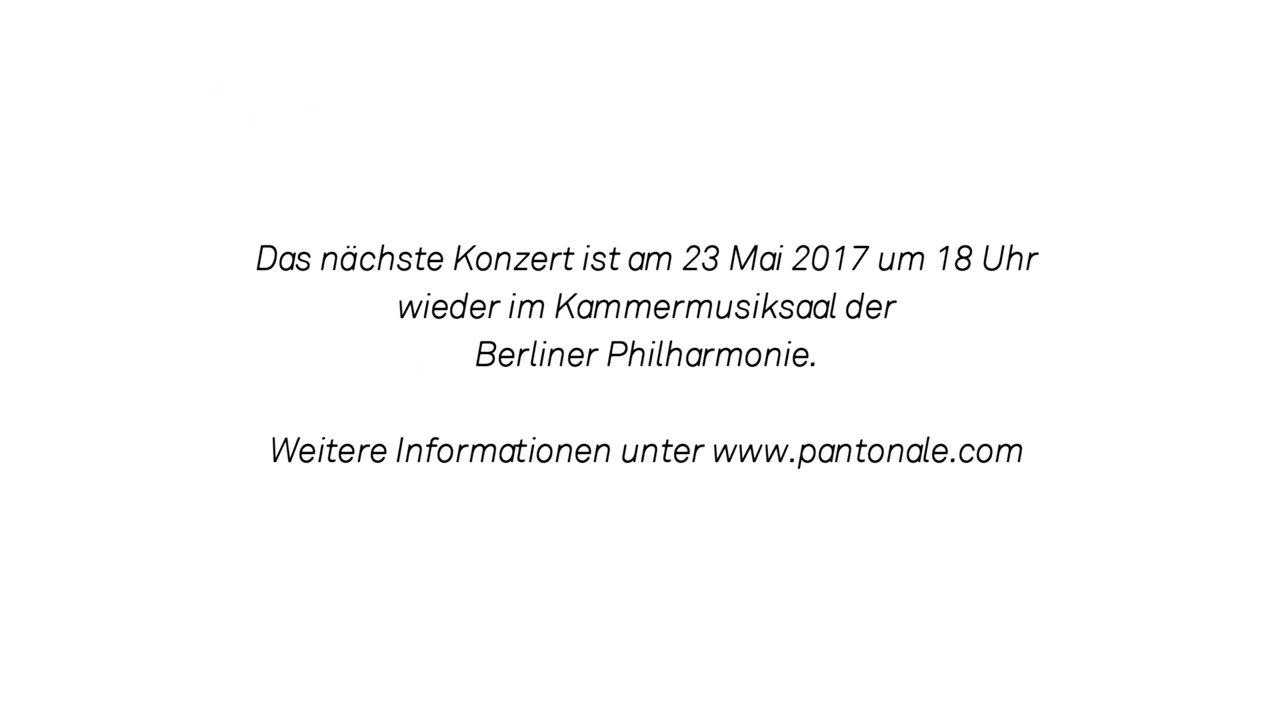 Das nächste Konzert ist am 23 Mai 2017 um 18 Uhr
wieder im Kammermusiksaal der
Berliner Philharmonie.
Weitere Informationen unter www.pantonale.com